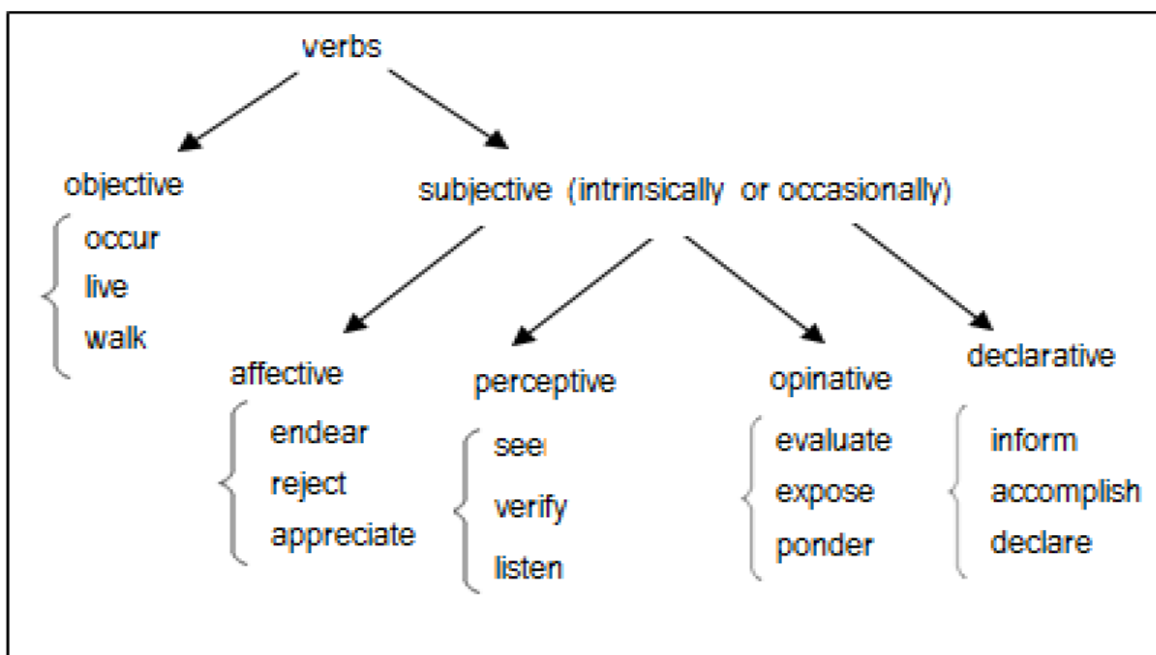 verbs
objective
occur
live
walk
subjective (intrinsically or occasionally)
affective
endear
reject
appreciate
perceptive
see
verify
listen
opinative
evaluate
expose
ponder
declarative
inform
accomplish
declare